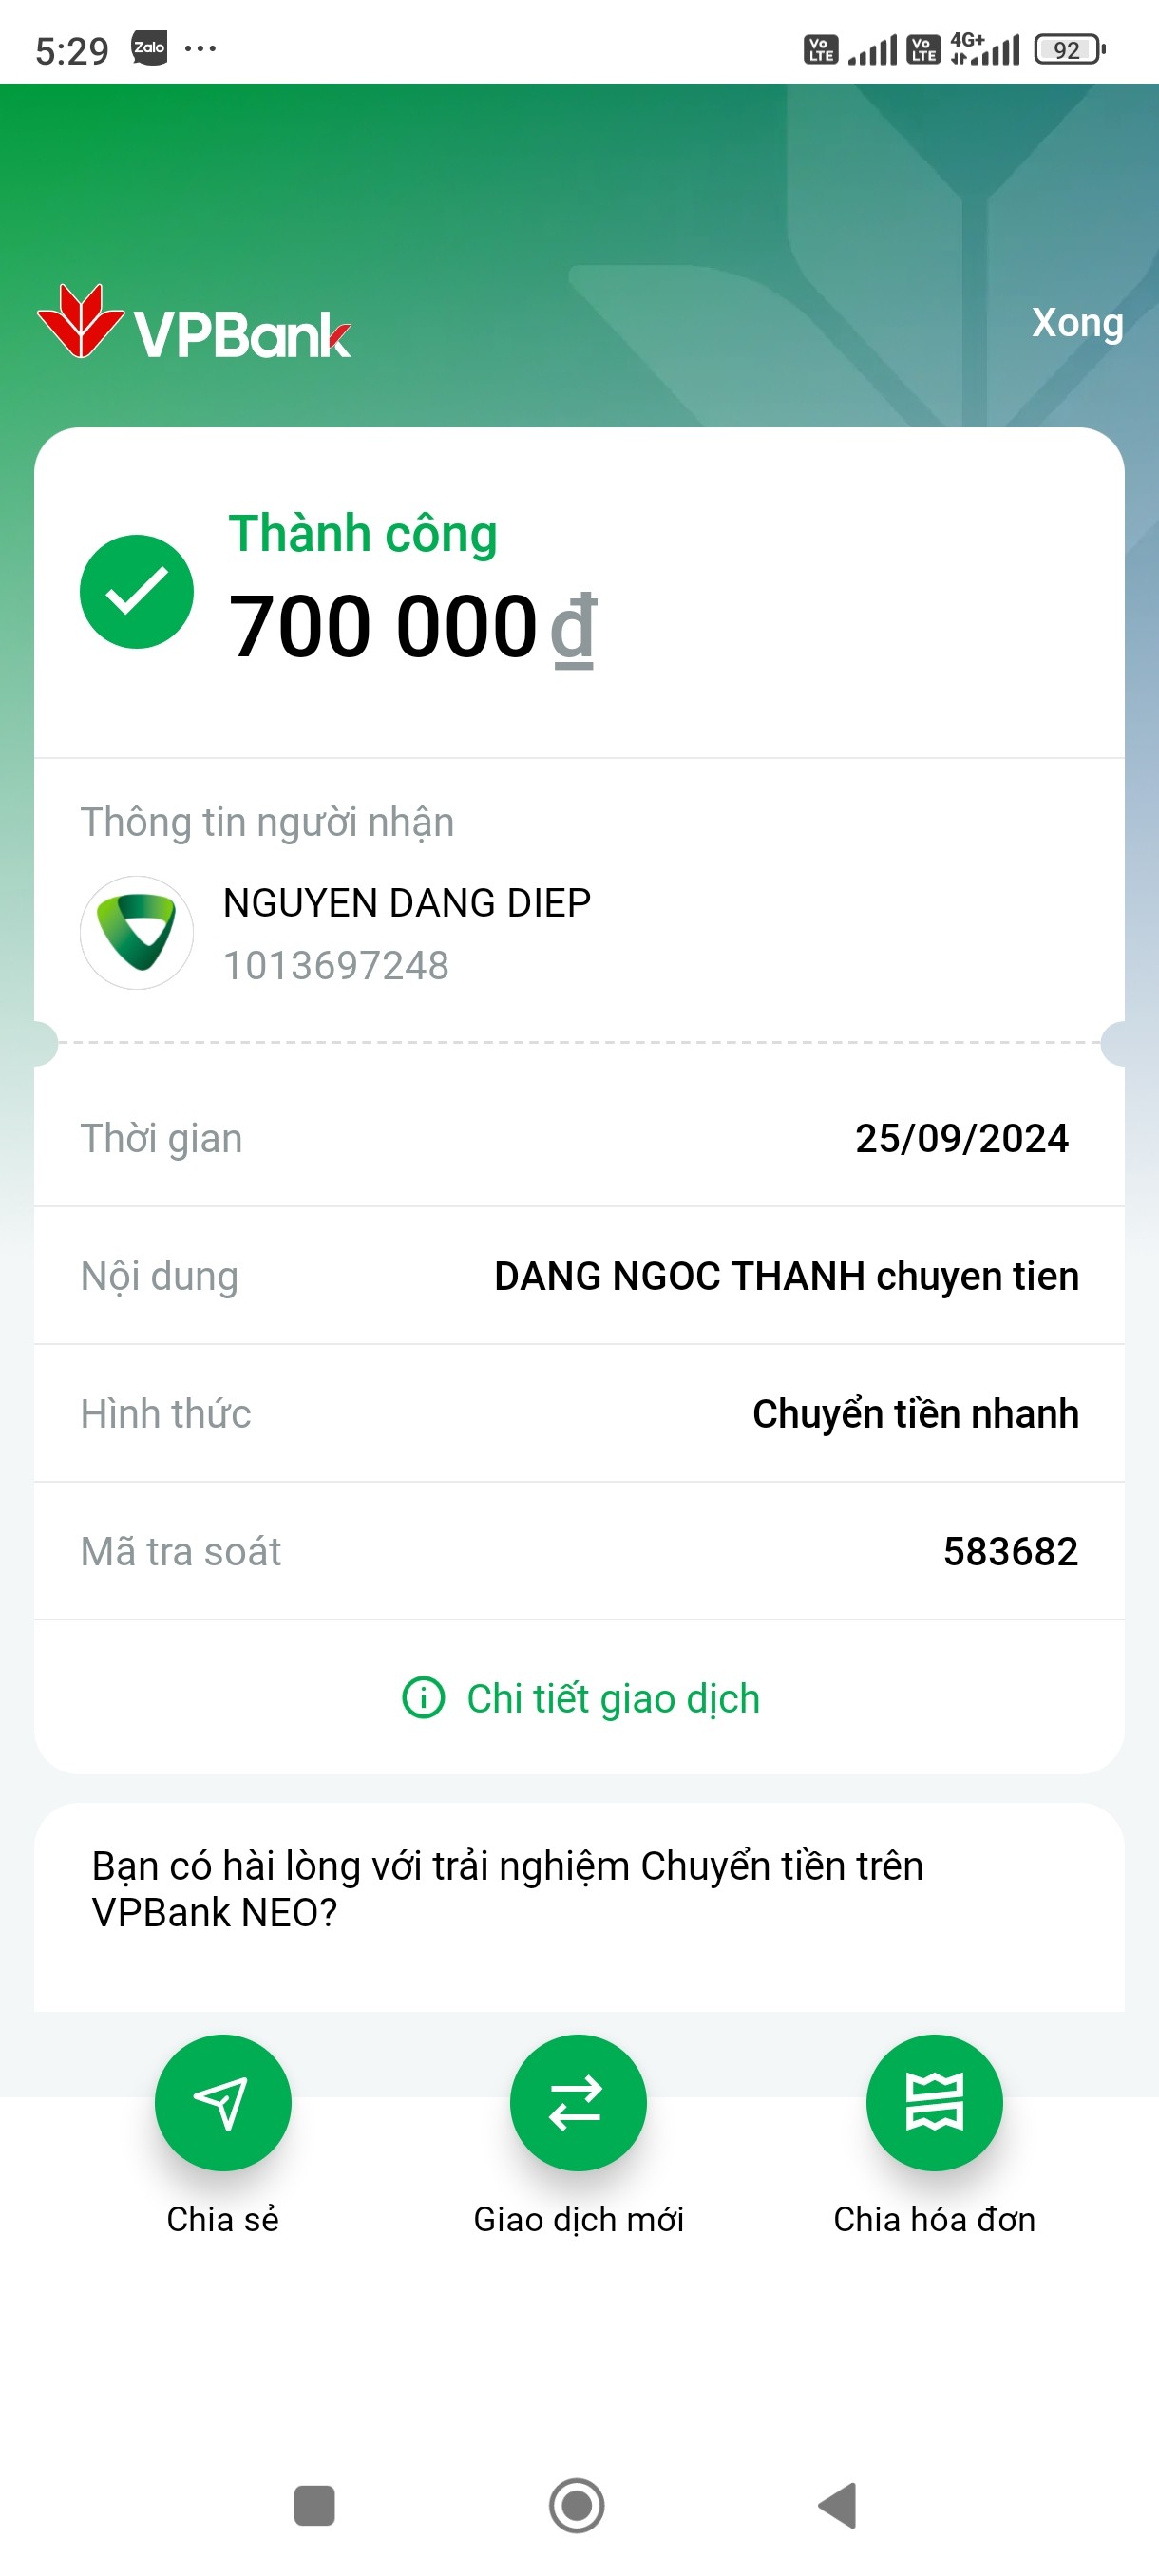 5:29 Zalo ... Vo LTE Vo LTE 4G+ 92
VPBank
Xong
Thành công
700 000 đ
Thông tin người nhận
NGUYEN DANG DIEP
1013697248
Thời gian 25/09/2024
Nội dung DANG NGOC THANH chuyen tien
Hình thức Chuyển tiền nhanh
Mã tra soát 583682
Chi tiết giao dịch
Bạn có hài lòng với trải nghiệm Chuyển tiền trên
VPBank NEO?
Chia sẻ Giao dịch mới Chia hóa đơn